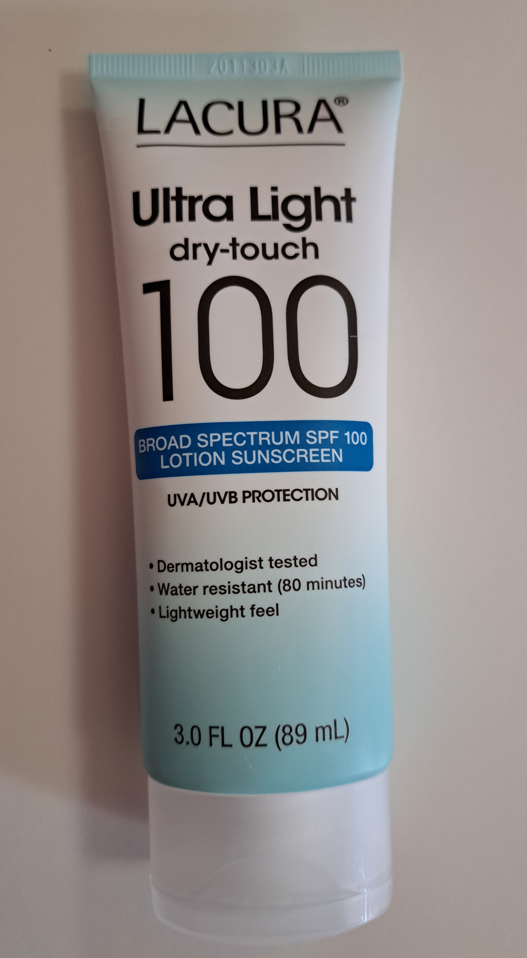 2011303A
LACURA®
Ultra Light
dry-touch
100
BROAD SPECTRUM SPF 100
LOTION SUNSCREEN
UVA/UVB PROTECTION
• Dermatologist tested
• Water resistant (80 minutes)
• Lightweight feel
3.0 FL OZ (89 mL)